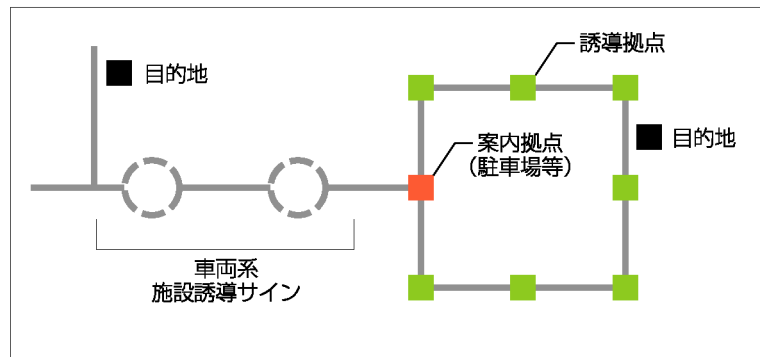 誘導拠点
目的地
目的地
案内拠点
（駐車場等）
車両系
施設誘導サイン